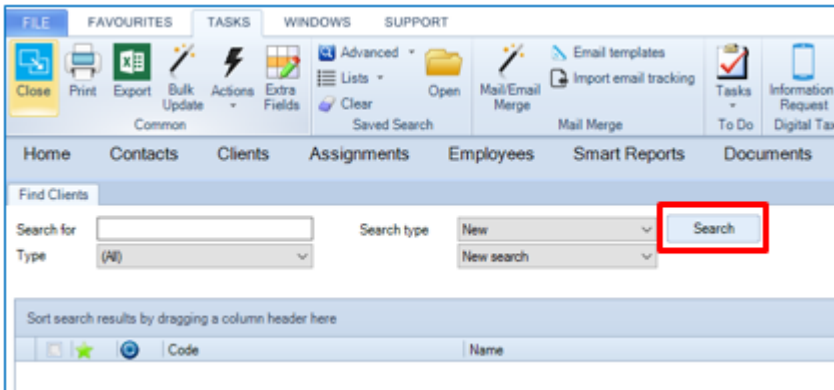 FILE FAVOURITES TASKS WINDOWS SUPPORT
Close Print Export Bulk Update Actions Extra Fields
Common
Advanced
Lists
Clear
Open
Saved Search
Mail/Email Merge
Email templates
Import email tracking
Mail Merge
Tasks
To Do
Information Request
Digital Tax
Home Contacts Clients Assignments Employees Smart Reports Documents
Find Clients
Search for Search type New Search
Type (All) New search
Sort search results by dragging a column header here
Code Name